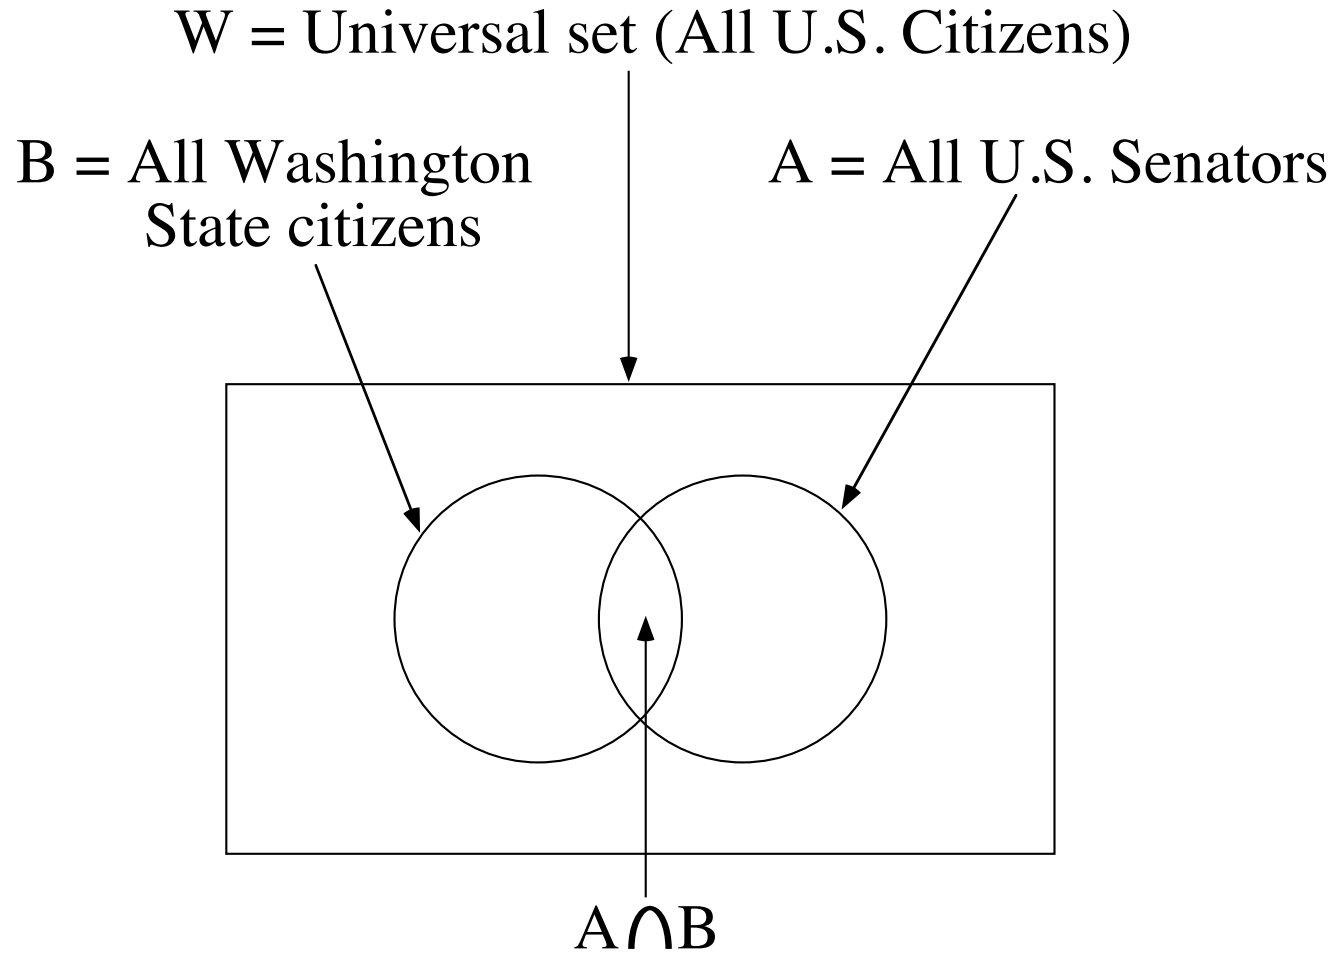 W = Universal set (All U.S. Citizens)
B = All Washington
State citizens
A = All U.S. Senators
A∩B